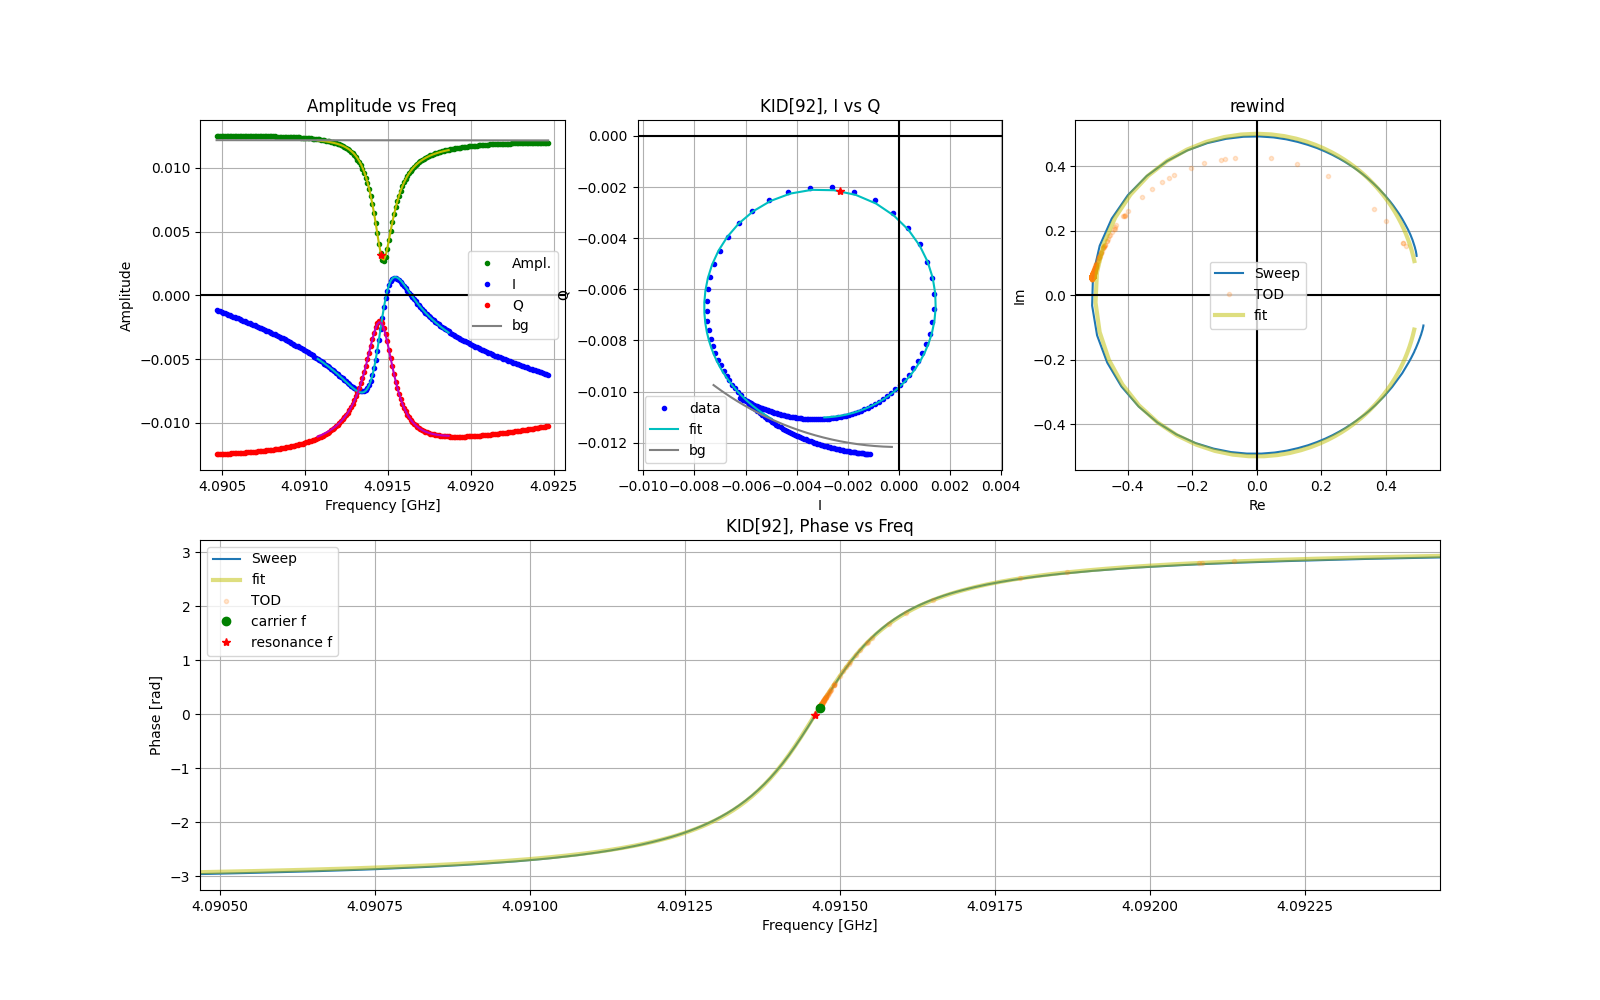 Amplitude vs Freq
Amplitude
0.010
0.005
0.000
−0.005
−0.010
Ampl.
I
Q
bg
4.0905 4.0910 4.0915 4.0920 4.0925
Frequency [GHz]
KID[92], I vs Q
Q
0.000
−0.002
−0.004
−0.006
−0.008
−0.010
−0.012
data
fit
bg
−0.010 −0.008 −0.006 −0.004 −0.002 0.000 0.002 0.004
I
rewind
Im
0.4
0.2
0.0
−0.2
−0.4
Sweep
TOD
fit
−0.4 −0.2 0.0 0.2 0.4
Re
KID[92], Phase vs Freq
Phase [rad]
3
2
1
0
−1
−2
−3
Sweep
fit
TOD
carrier f
resonance f
4.09050 4.09075 4.09100 4.09125 4.09150 4.09175 4.09200 4.09225
Frequency [GHz]